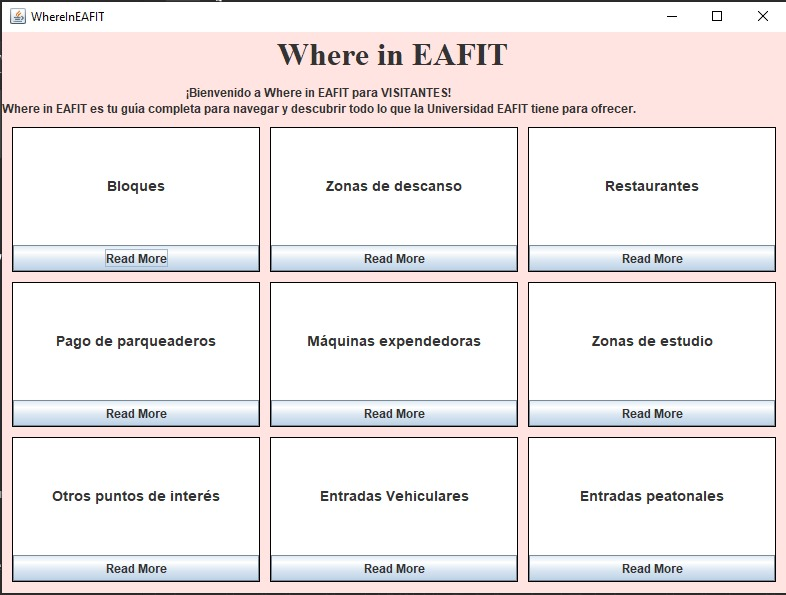 WhereInEAFIT
Where in EAFIT
¡Bienvenido a Where in EAFIT para VISITANTES!
Where in EAFIT es tu guía completa para navegar y descubrir todo lo que la Universidad EAFIT tiene para ofrecer.
Bloques
Zonas de descanso
Restaurantes
Read More
Read More
Read More
Pago de parqueaderos
Máquinas expendedoras
Zonas de estudio
Read More
Read More
Read More
Otros puntos de interés
Entradas Vehiculares
Entradas peatonales
Read More
Read More
Read More